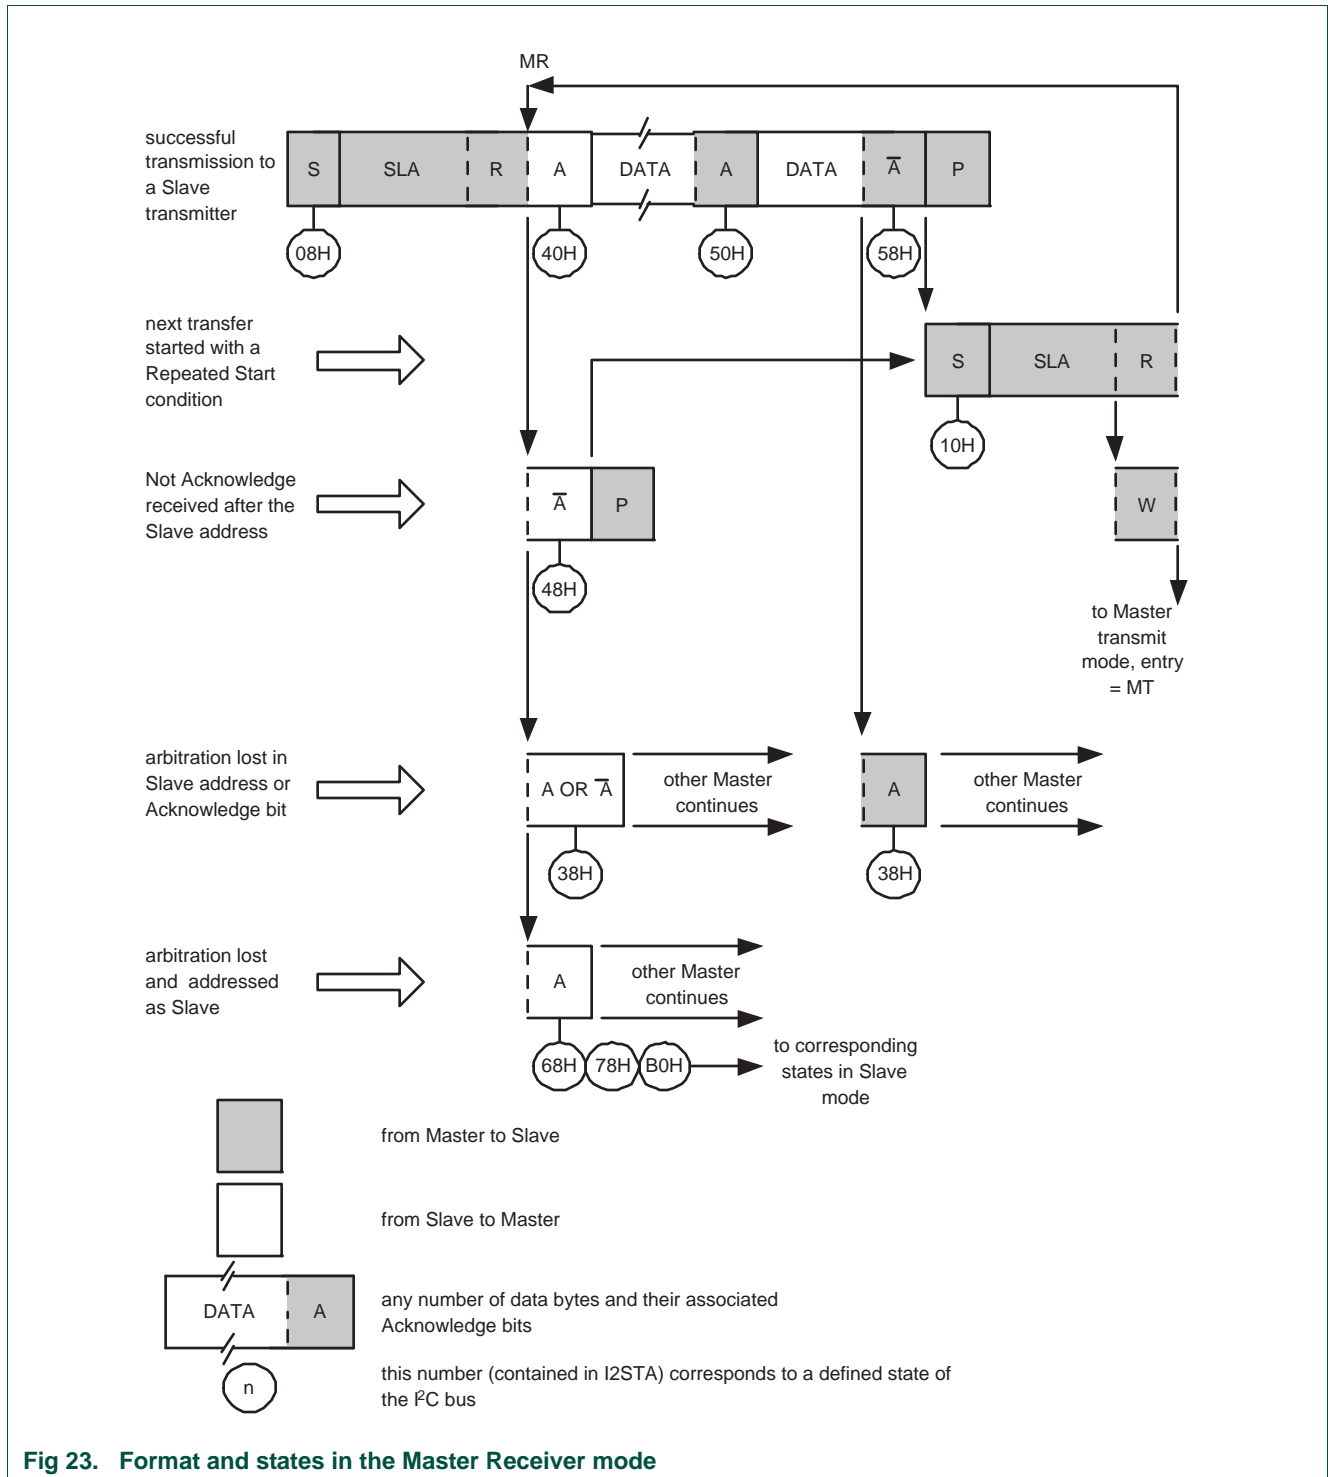 MR
successful
transmission to
a Slave
transmitter
S SLA R A DATA A DATA A̅ P
08H 40H 50H 58H
next transfer
started with a
Repeated Start
condition
S SLA R
10H
Not Acknowledge
received after the
Slave address
A̅ P W
48H
to Master
transmit
mode, entry
= MT
arbitration lost in
Slave address or
Acknowledge bit
A OR A̅
other Master
continues
A
other Master
continues
38H 38H
arbitration lost
and addressed
as Slave
A
other Master
continues
68H 78H B0H
to corresponding
states in Slave
mode
from Master to Slave
from Slave to Master
DATA A
any number of data bytes and their associated
Acknowledge bits
n
this number (contained in I2STA) corresponds to a defined state of
the I²C bus
Fig 23. Format and states in the Master Receiver mode